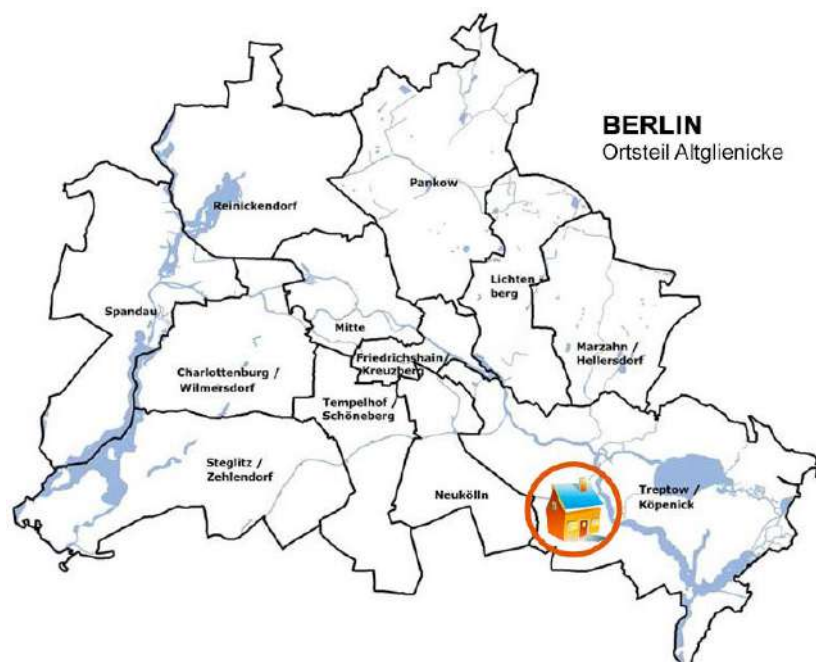 BERLIN
Ortsteil Altglienicke
Pankow
Reinickendorf
Lichten -
berg
Spandau
Mitte
Marzahn /
Hellersdorf
Friedrichshain/
Kreuzberg
Charlottenburg /
Wilmersdorf
Tempelhof /
Schöneberg
Steglitz /
Zehlendorf
Neukölln
Treptow /
Köpenick